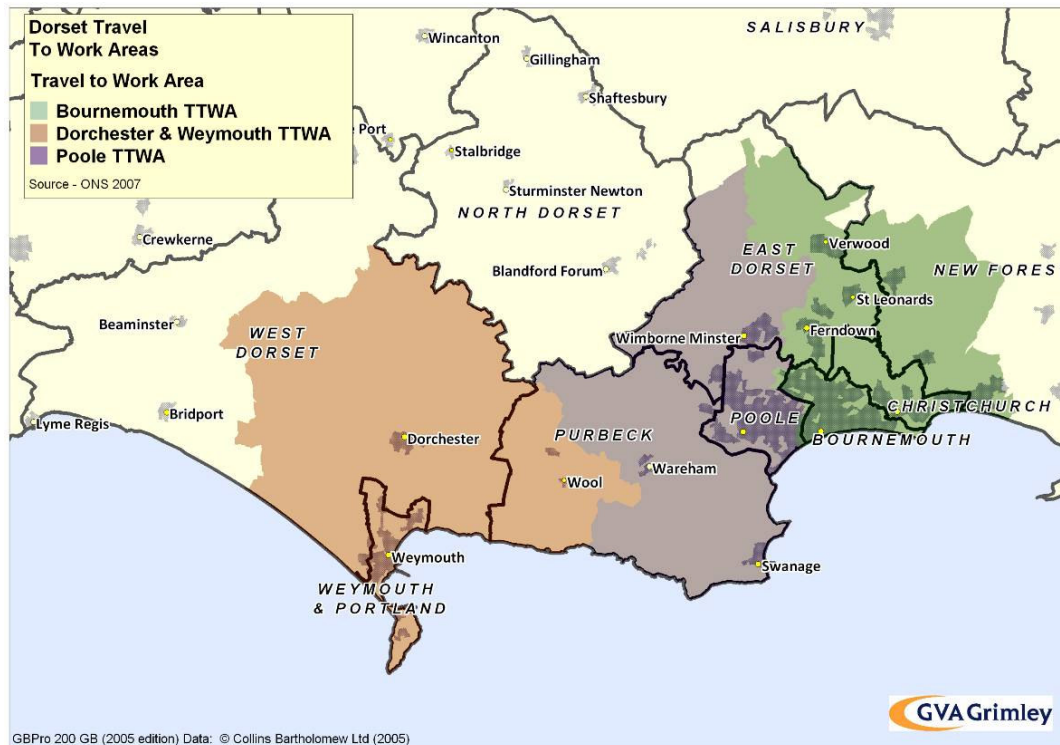 Dorset Travel
To Work Areas
Travel to Work Area
Bournemouth TTWA
Dorchester & Weymouth TTWA
Poole TTWA
Source - ONS 2007
SALISBURY
Wincanton
Gillingham
Shaftesbury
Port
Stalbridge
Sturminster Newton
NORTH DORSET
Crewkerne
Verwood
EAST
DORSET
NEW FORES
Blandford Forum
St Leonards
Beaminster
WEST
DORSET
Wimborne Minster
Ferndown
Lyme Regis
Bridport
CHRISTCHURCH
POOLE
BOURNEMOUTH
Dorchester
PURBECK
Wareham
Wool
Weymouth
Swanage
WEYMOUTH
& PORTLAND
GVA Grimley
GBPro 200 GB (2005 edition) Data: © Collins Bartholomew Ltd (2005)